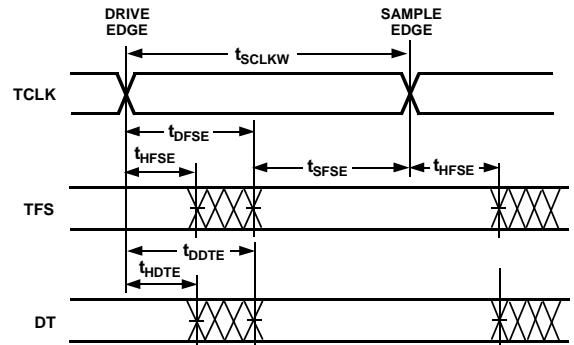 DRIVE EDGE
SAMPLE EDGE
tSCLKW
TCLK
tDFSE
tHFSE
tSFSE
tHFSE
TFS
tDDTE
tHDTE
DT